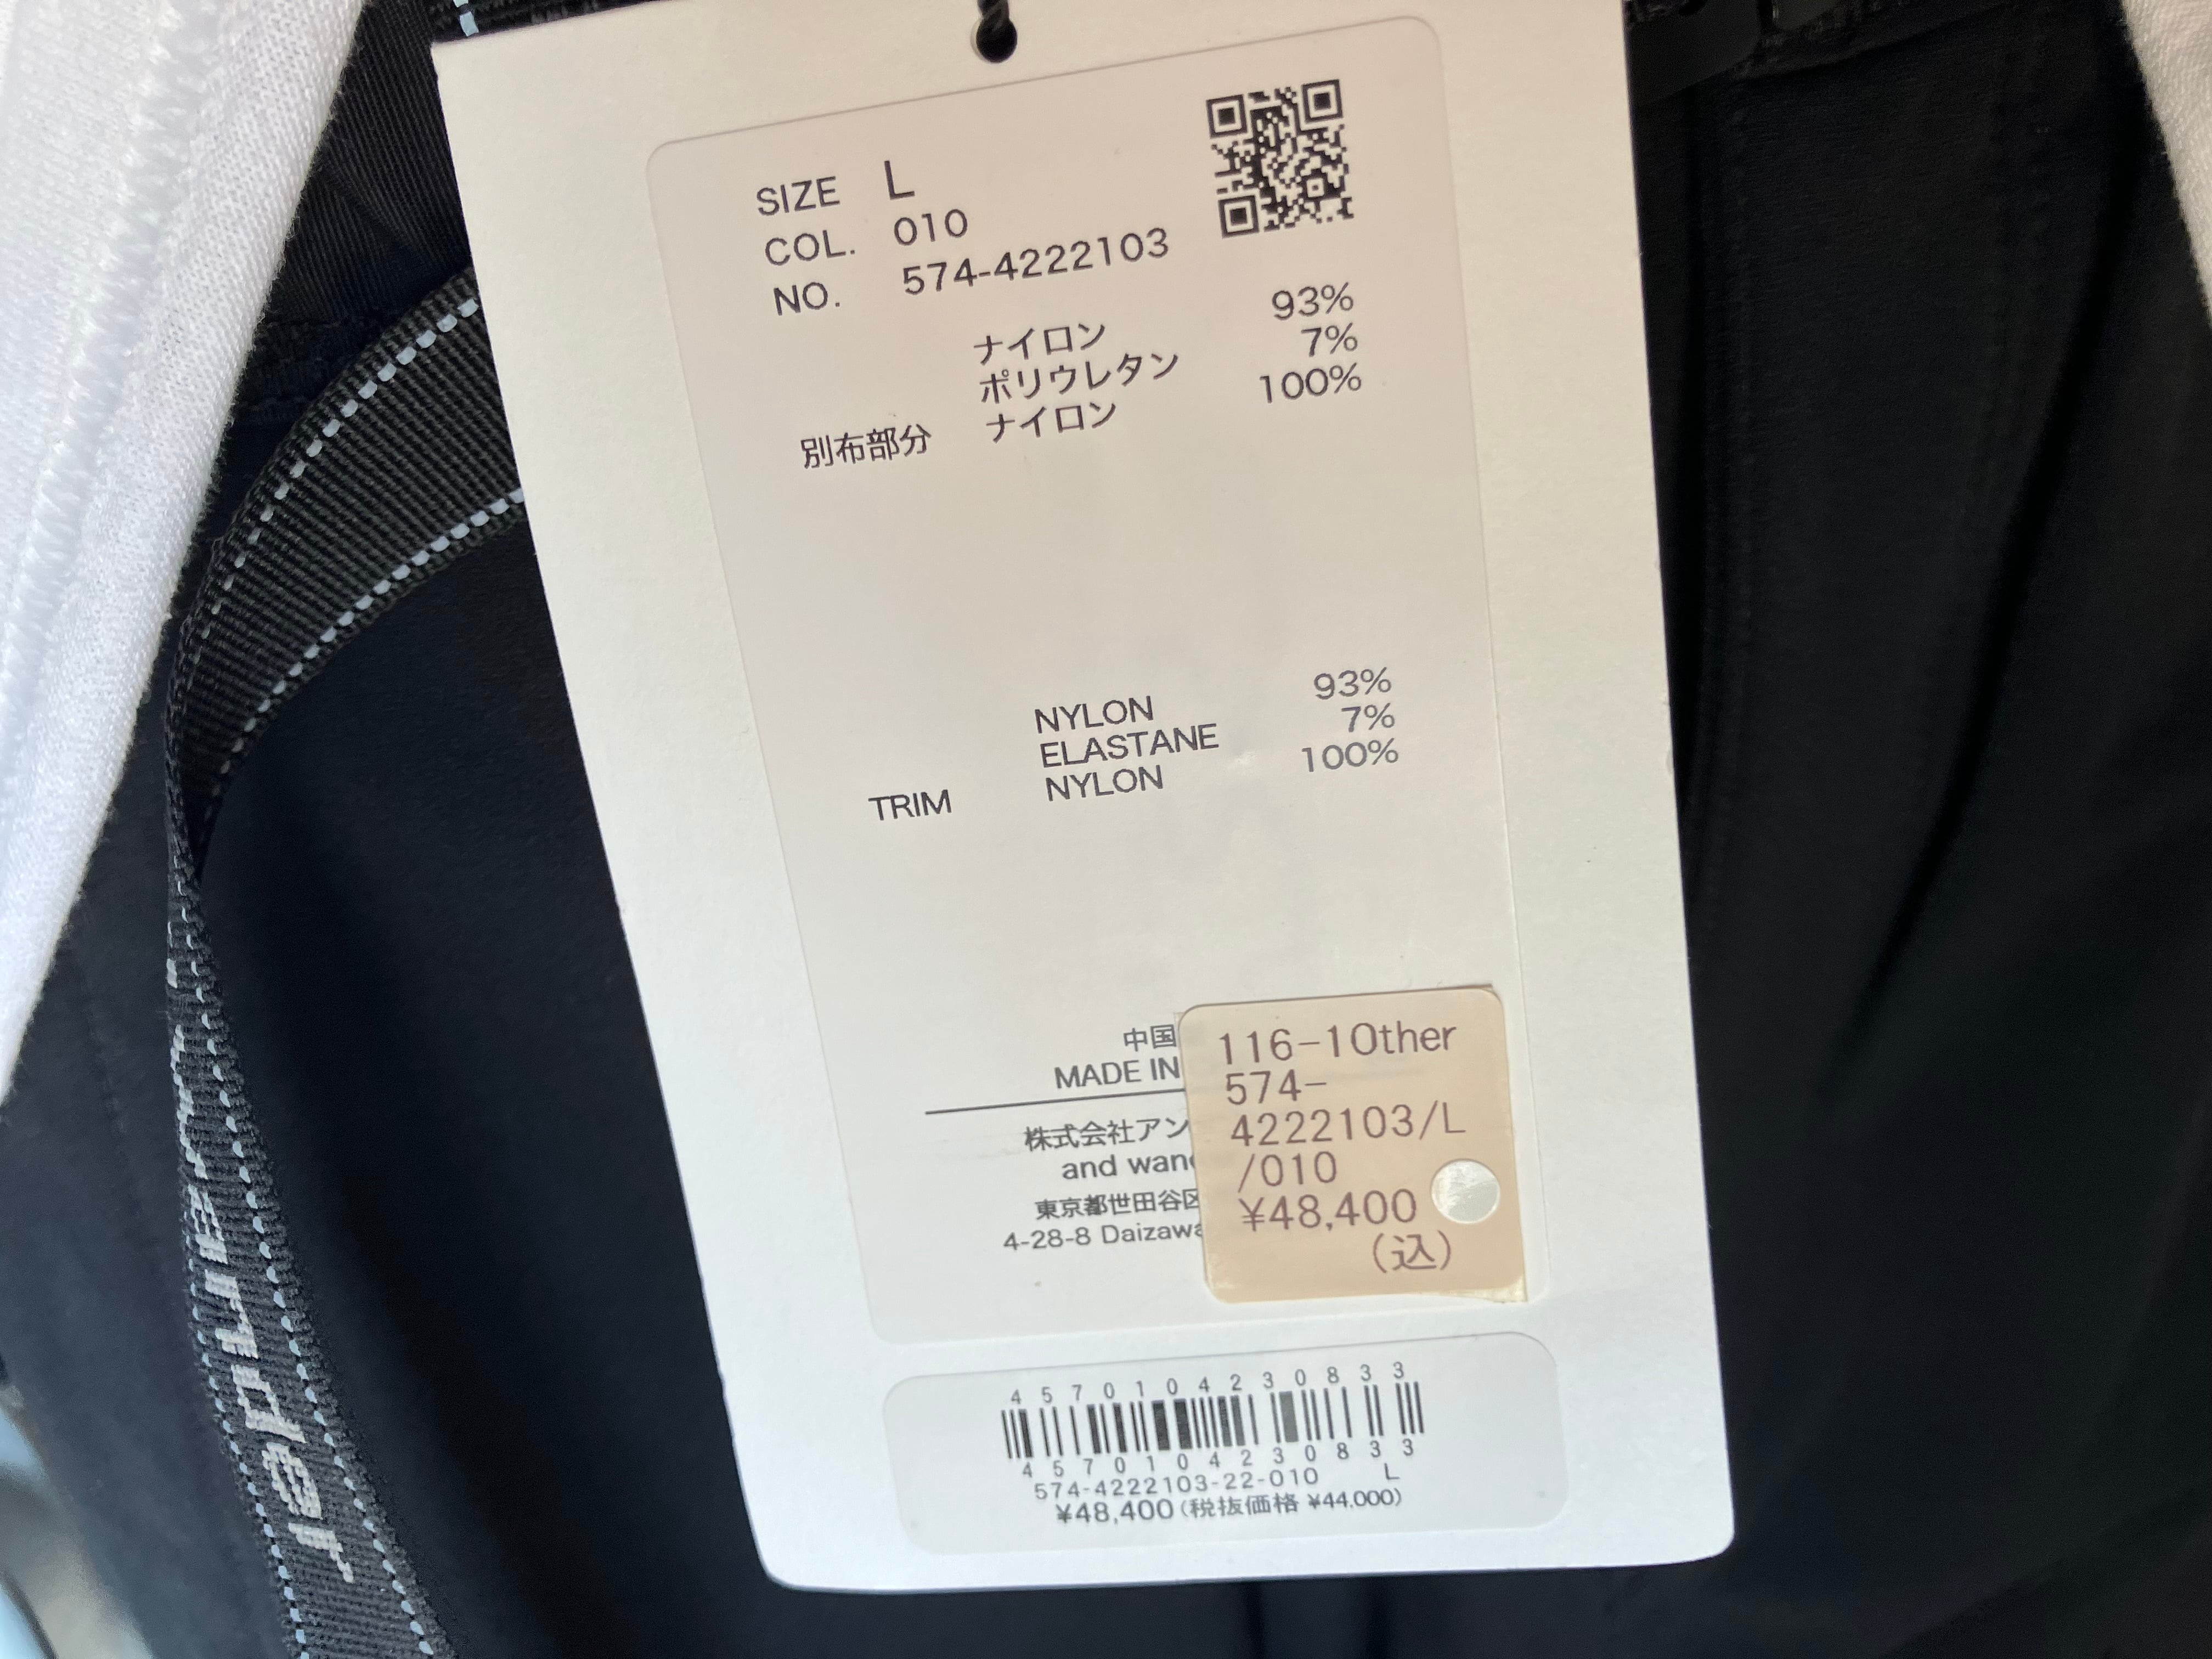 SIZE L
COL. 010
NO. 574-4222103
ナイロン 93%
ポリウレタン 7%
別布部分 ナイロン 100%
NYLON 93%
ELASTANE 7%
TRIM NYLON 100%
中国
MADE IN
株式会社アン
and wan
東京都世田谷区
4-28-8 Daizawa
116-1Other
574-
4222103/L
/010
¥48,400
(込)
4570104230833
4570104230833
574-4222103-22-010 L
¥48,400(税抜価格 ¥44,000)
wander